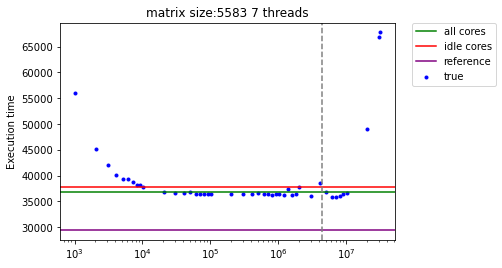 matrix size:5583 7 threads
Execution time
65000
60000
55000
50000
45000
40000
35000
30000
10³
10⁴
10⁵
10⁶
10⁷
all cores
idle cores
reference
true